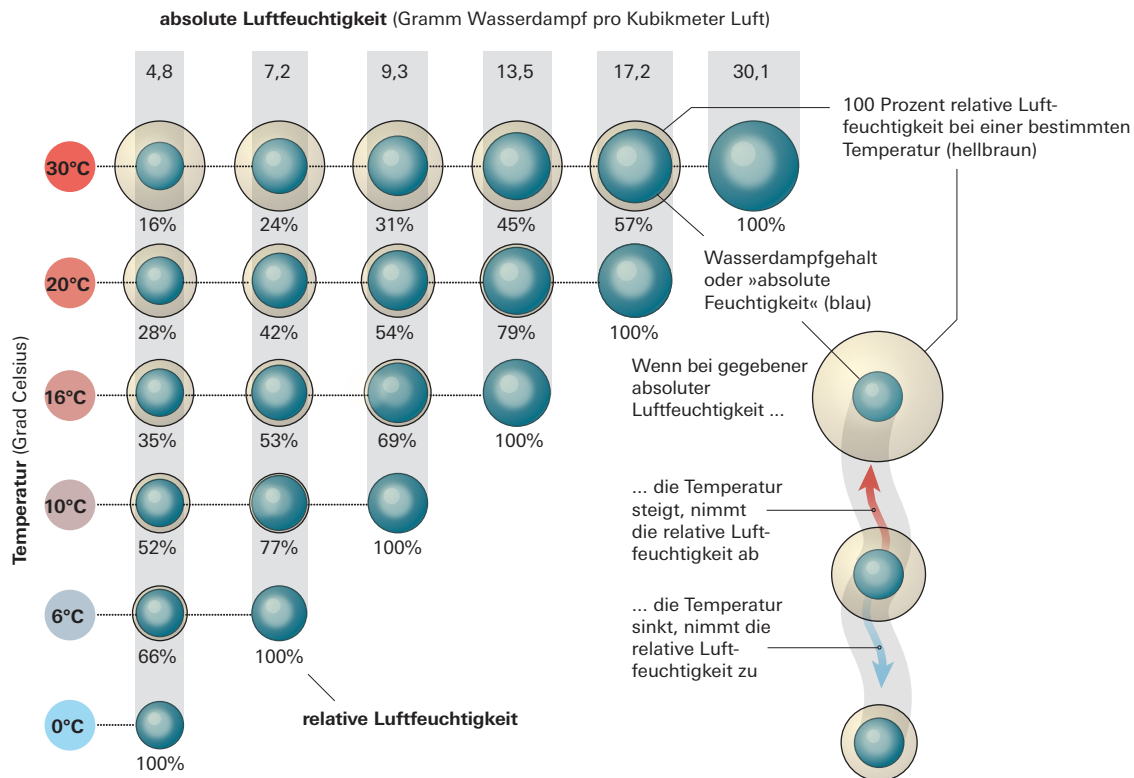 absolute Luftfeuchtigkeit (Gramm Wasserdampf pro Kubikmeter Luft)
4,8 7,2 9,3 13,5 17,2 30,1
100 Prozent relative Luft-
feuchtigkeit bei einer bestimmten
Temperatur (hellbraun)
30°C
16% 24% 31% 45% 57% 100%
Wasserdampfgehalt
oder »absolute
Feuchtigkeit« (blau)
20°C
28% 42% 54% 79% 100%
Wenn bei gegebener
absoluter
Luftfeuchtigkeit ...
16°C
35% 53% 69% 100%
Temperatur (Grad Celsius)
10°C
52% 77% 100%
... die Temperatur
steigt, nimmt
die relative Luft-
feuchtigkeit ab
6°C
66% 100%
... die Temperatur
sinkt, nimmt die
relative Luft-
feuchtigkeit zu
relative Luftfeuchtigkeit
0°C
100%